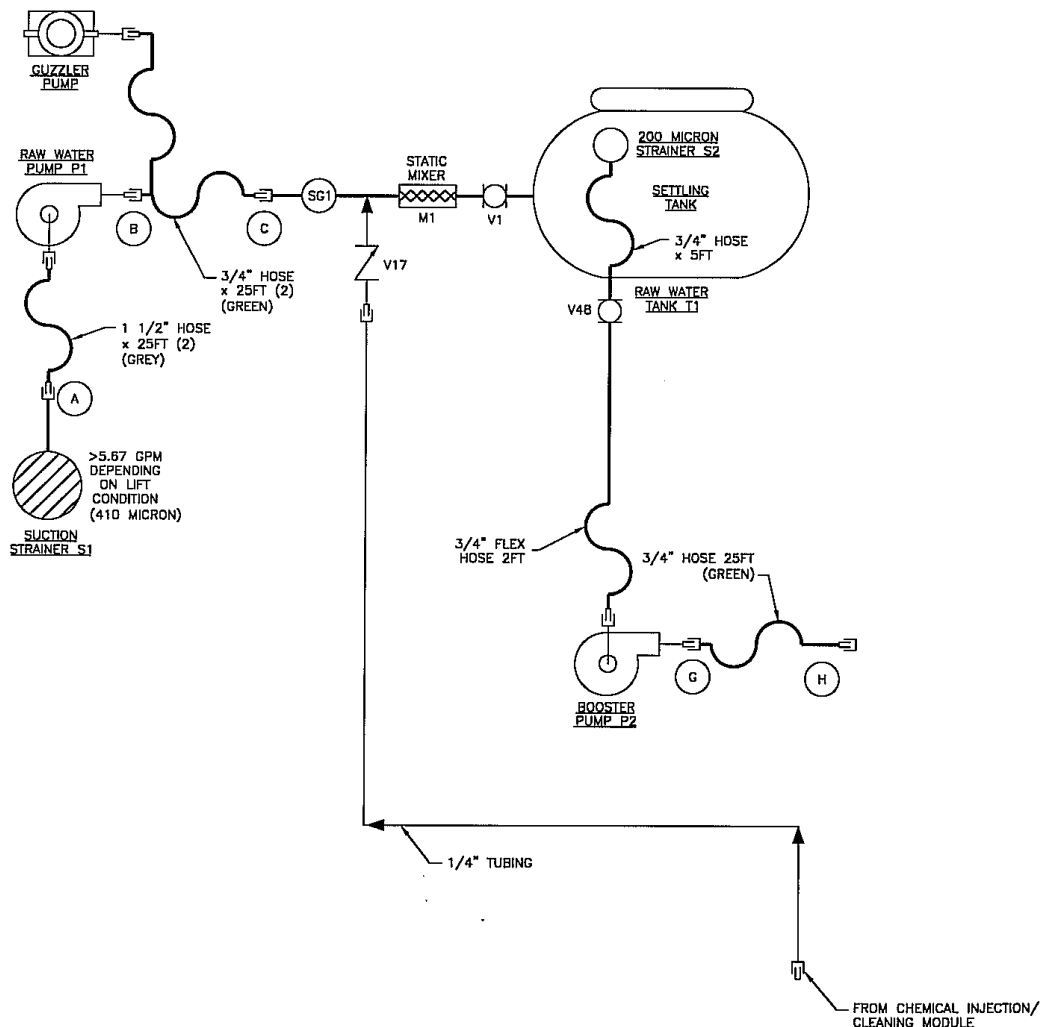 GUZZLER
PUMP
RAW WATER
PUMP P1
B
C
SG1
STATIC
MIXER
M1
V1
200 MICRON
STRAINER S2
SETTLING
TANK
3/4" HOSE
x 5FT
RAW WATER
TANK T1
V48
V17
3/4" HOSE
x 25FT (2)
(GREEN)
1 1/2" HOSE
x 25FT (2)
(GREY)
A
>5.67 GPM
DEPENDING
ON LIFT
CONDITION
(410 MICRON)
SUCTION
STRAINER S1
3/4" FLEX
HOSE 2FT
3/4" HOSE 25FT
(GREEN)
G
H
BOOSTER
PUMP P2
1/4" TUBING
FROM CHEMICAL INJECTION/
CLEANING MODULE